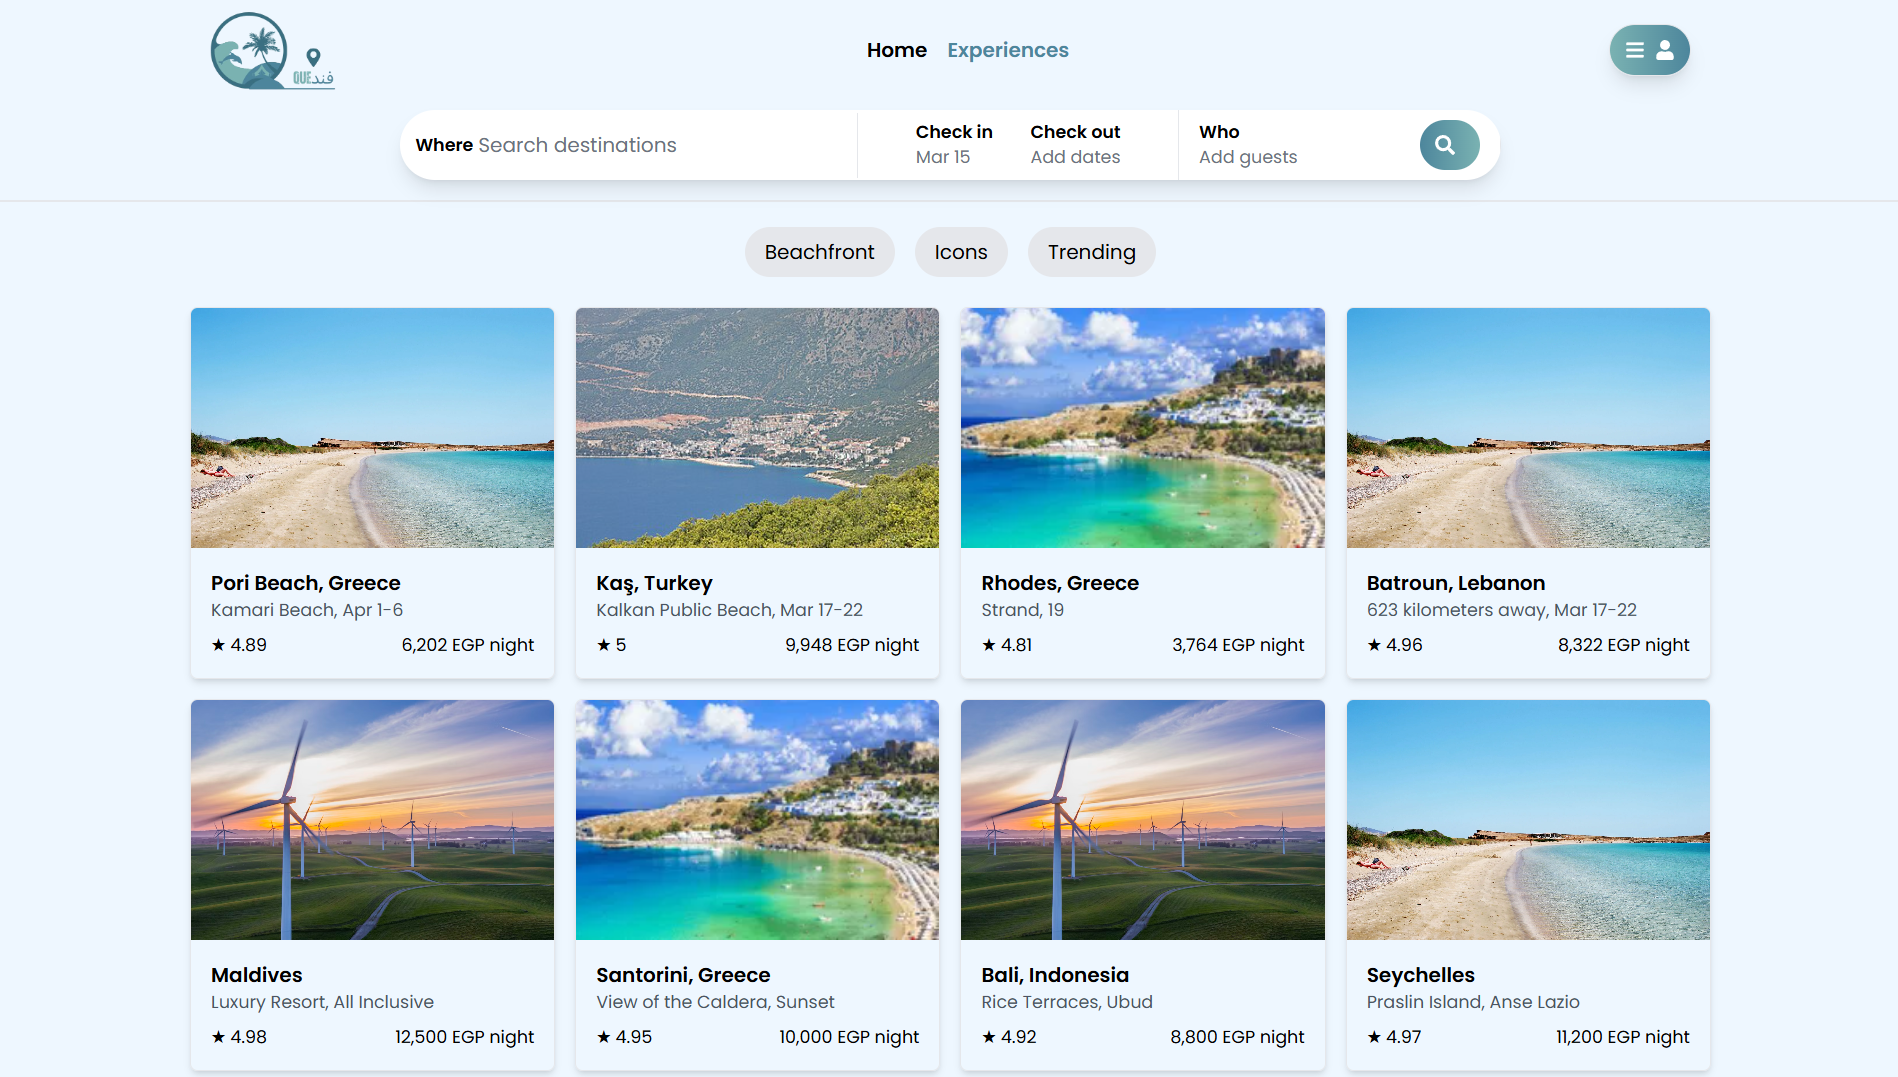 QUEفند
Home Experiences
Where Search destinations
Check in Check out Who
Mar 15 Add dates Add guests
Beachfront Icons Trending
Pori Beach, Greece
Kamari Beach, Apr 1-6
★ 4.89 6,202 EGP night
Kaş, Turkey
Kalkan Public Beach, Mar 17-22
★ 5 9,948 EGP night
Rhodes, Greece
Strand, 19
★ 4.81 3,764 EGP night
Batroun, Lebanon
623 kilometers away, Mar 17-22
★ 4.96 8,322 EGP night
Maldives
Luxury Resort, All Inclusive
★ 4.98 12,500 EGP night
Santorini, Greece
View of the Caldera, Sunset
★ 4.95 10,000 EGP night
Bali, Indonesia
Rice Terraces, Ubud
★ 4.92 8,800 EGP night
Seychelles
Praslin Island, Anse Lazio
★ 4.97 11,200 EGP night